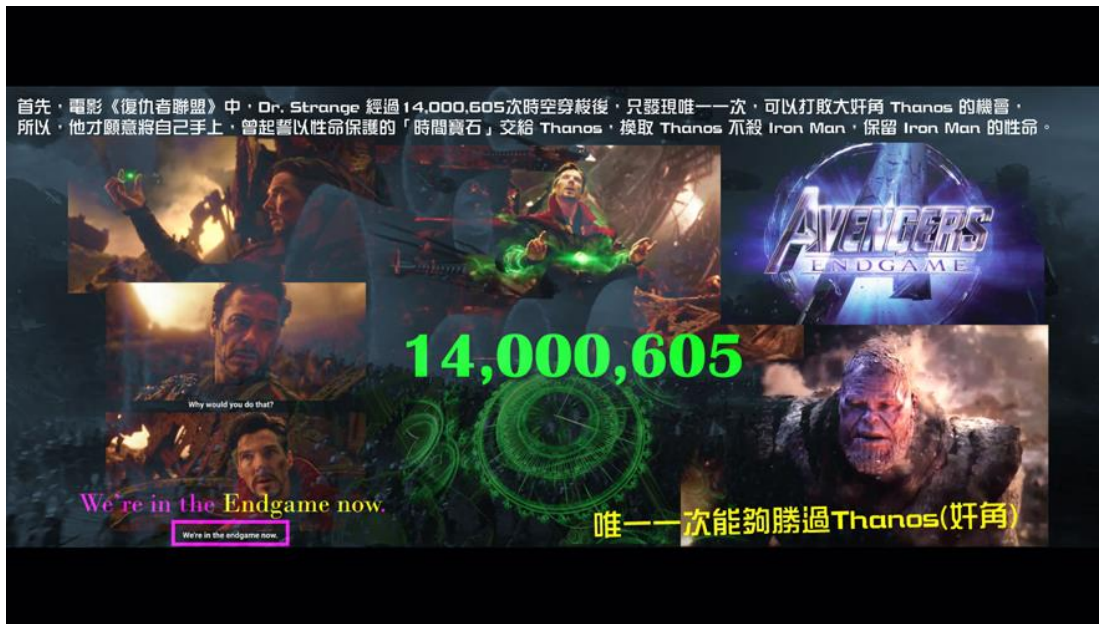 首先，電影《復仇者聯盟》中，Dr. Strange 經過14,000,605次時空穿梭後，只發現唯一一次，可以打敗大奸角 Thanos 的機會，
所以，他才願意將自己手上，曾起誓以性命保護的「時間寶石」交給 Thanos，換取 Thanos 不殺 Iron Man，保留 Iron Man 的性命。
AVENGERS
ENDGAME
14,000,605
Why would you do that?
We're in the Endgame now.
We're in the endgame now.
唯一一次能夠勝過Thanos(奸角)